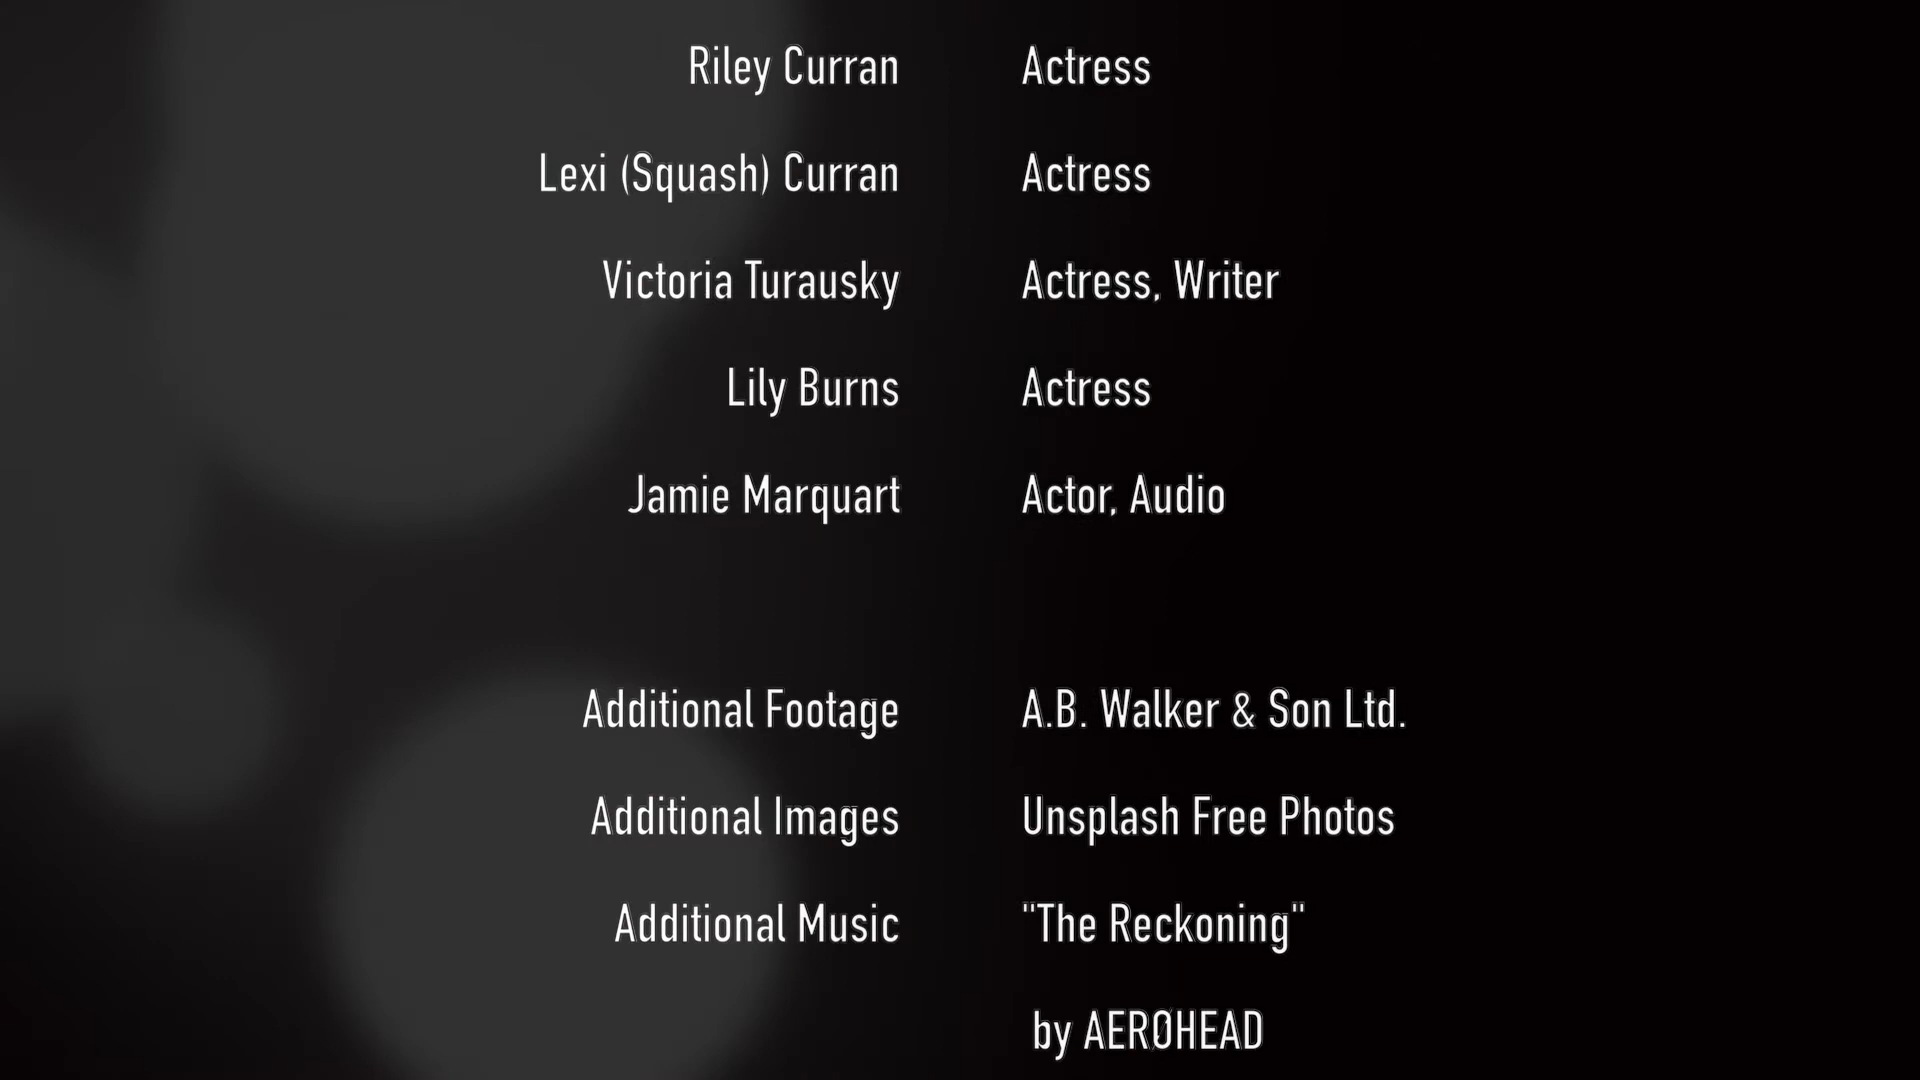 Riley Curran Actress
Lexi (Squash) Curran Actress
Victoria Turausky Actress, Writer
Lily Burns Actress
Jamie Marquart Actor, Audio
Additional Footage A.B. Walker & Son Ltd.
Additional Images Unsplash Free Photos
Additional Music "The Reckoning"
by AERØHEAD